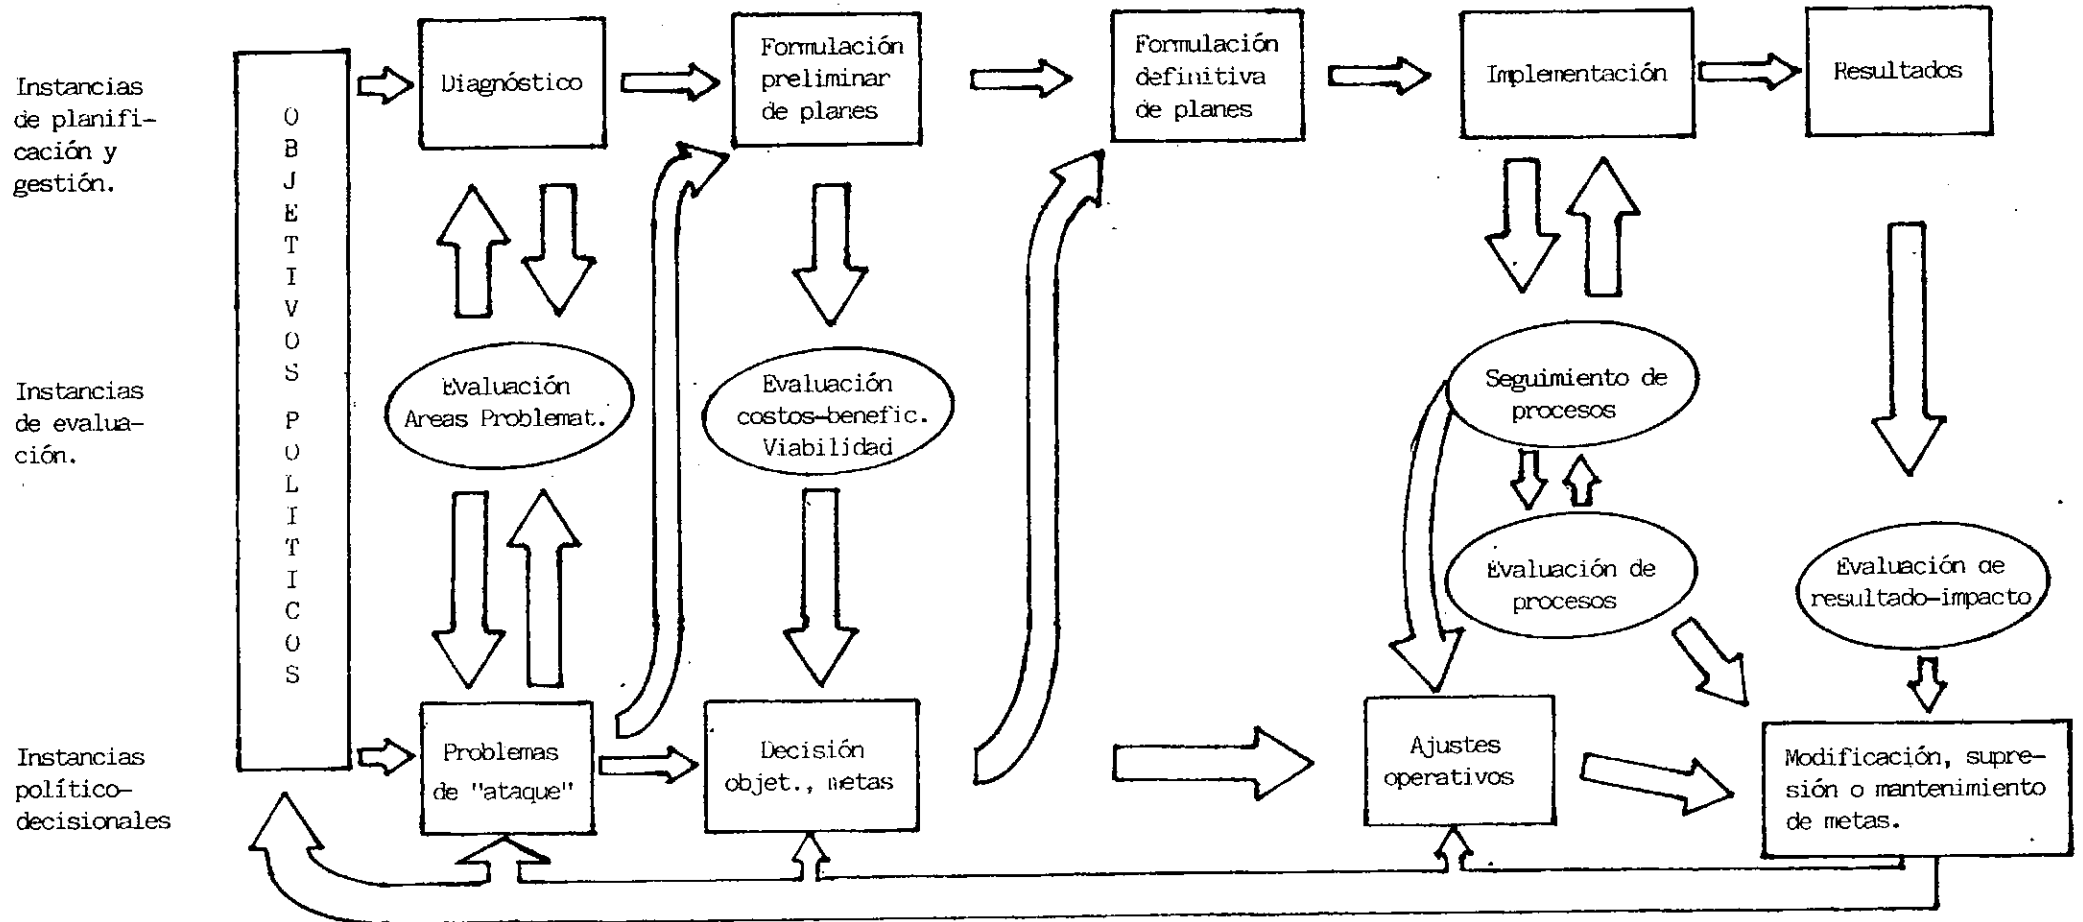 Instancias
de planifi-
cación y
gestión.
OBJETIVOS POLITICOS
Diagnóstico
Formulación
preliminar
de planes
Formulación
definitiva
de planes
Implementación
Resultados
Instancias
de evalua-
ción.
Evaluación
Areas Problemat.
Evaluación
costos-benefic.
Viabilidad
Seguimiento de
procesos
Evaluación de
procesos
Evaluación de
resultado-impacto
Instancias
político-
decisionales
Problemas
de "ataque"
Decisión
objet., metas
Ajustes
operativos
Modificación, supre-
sión o mantenimiento
de metas.